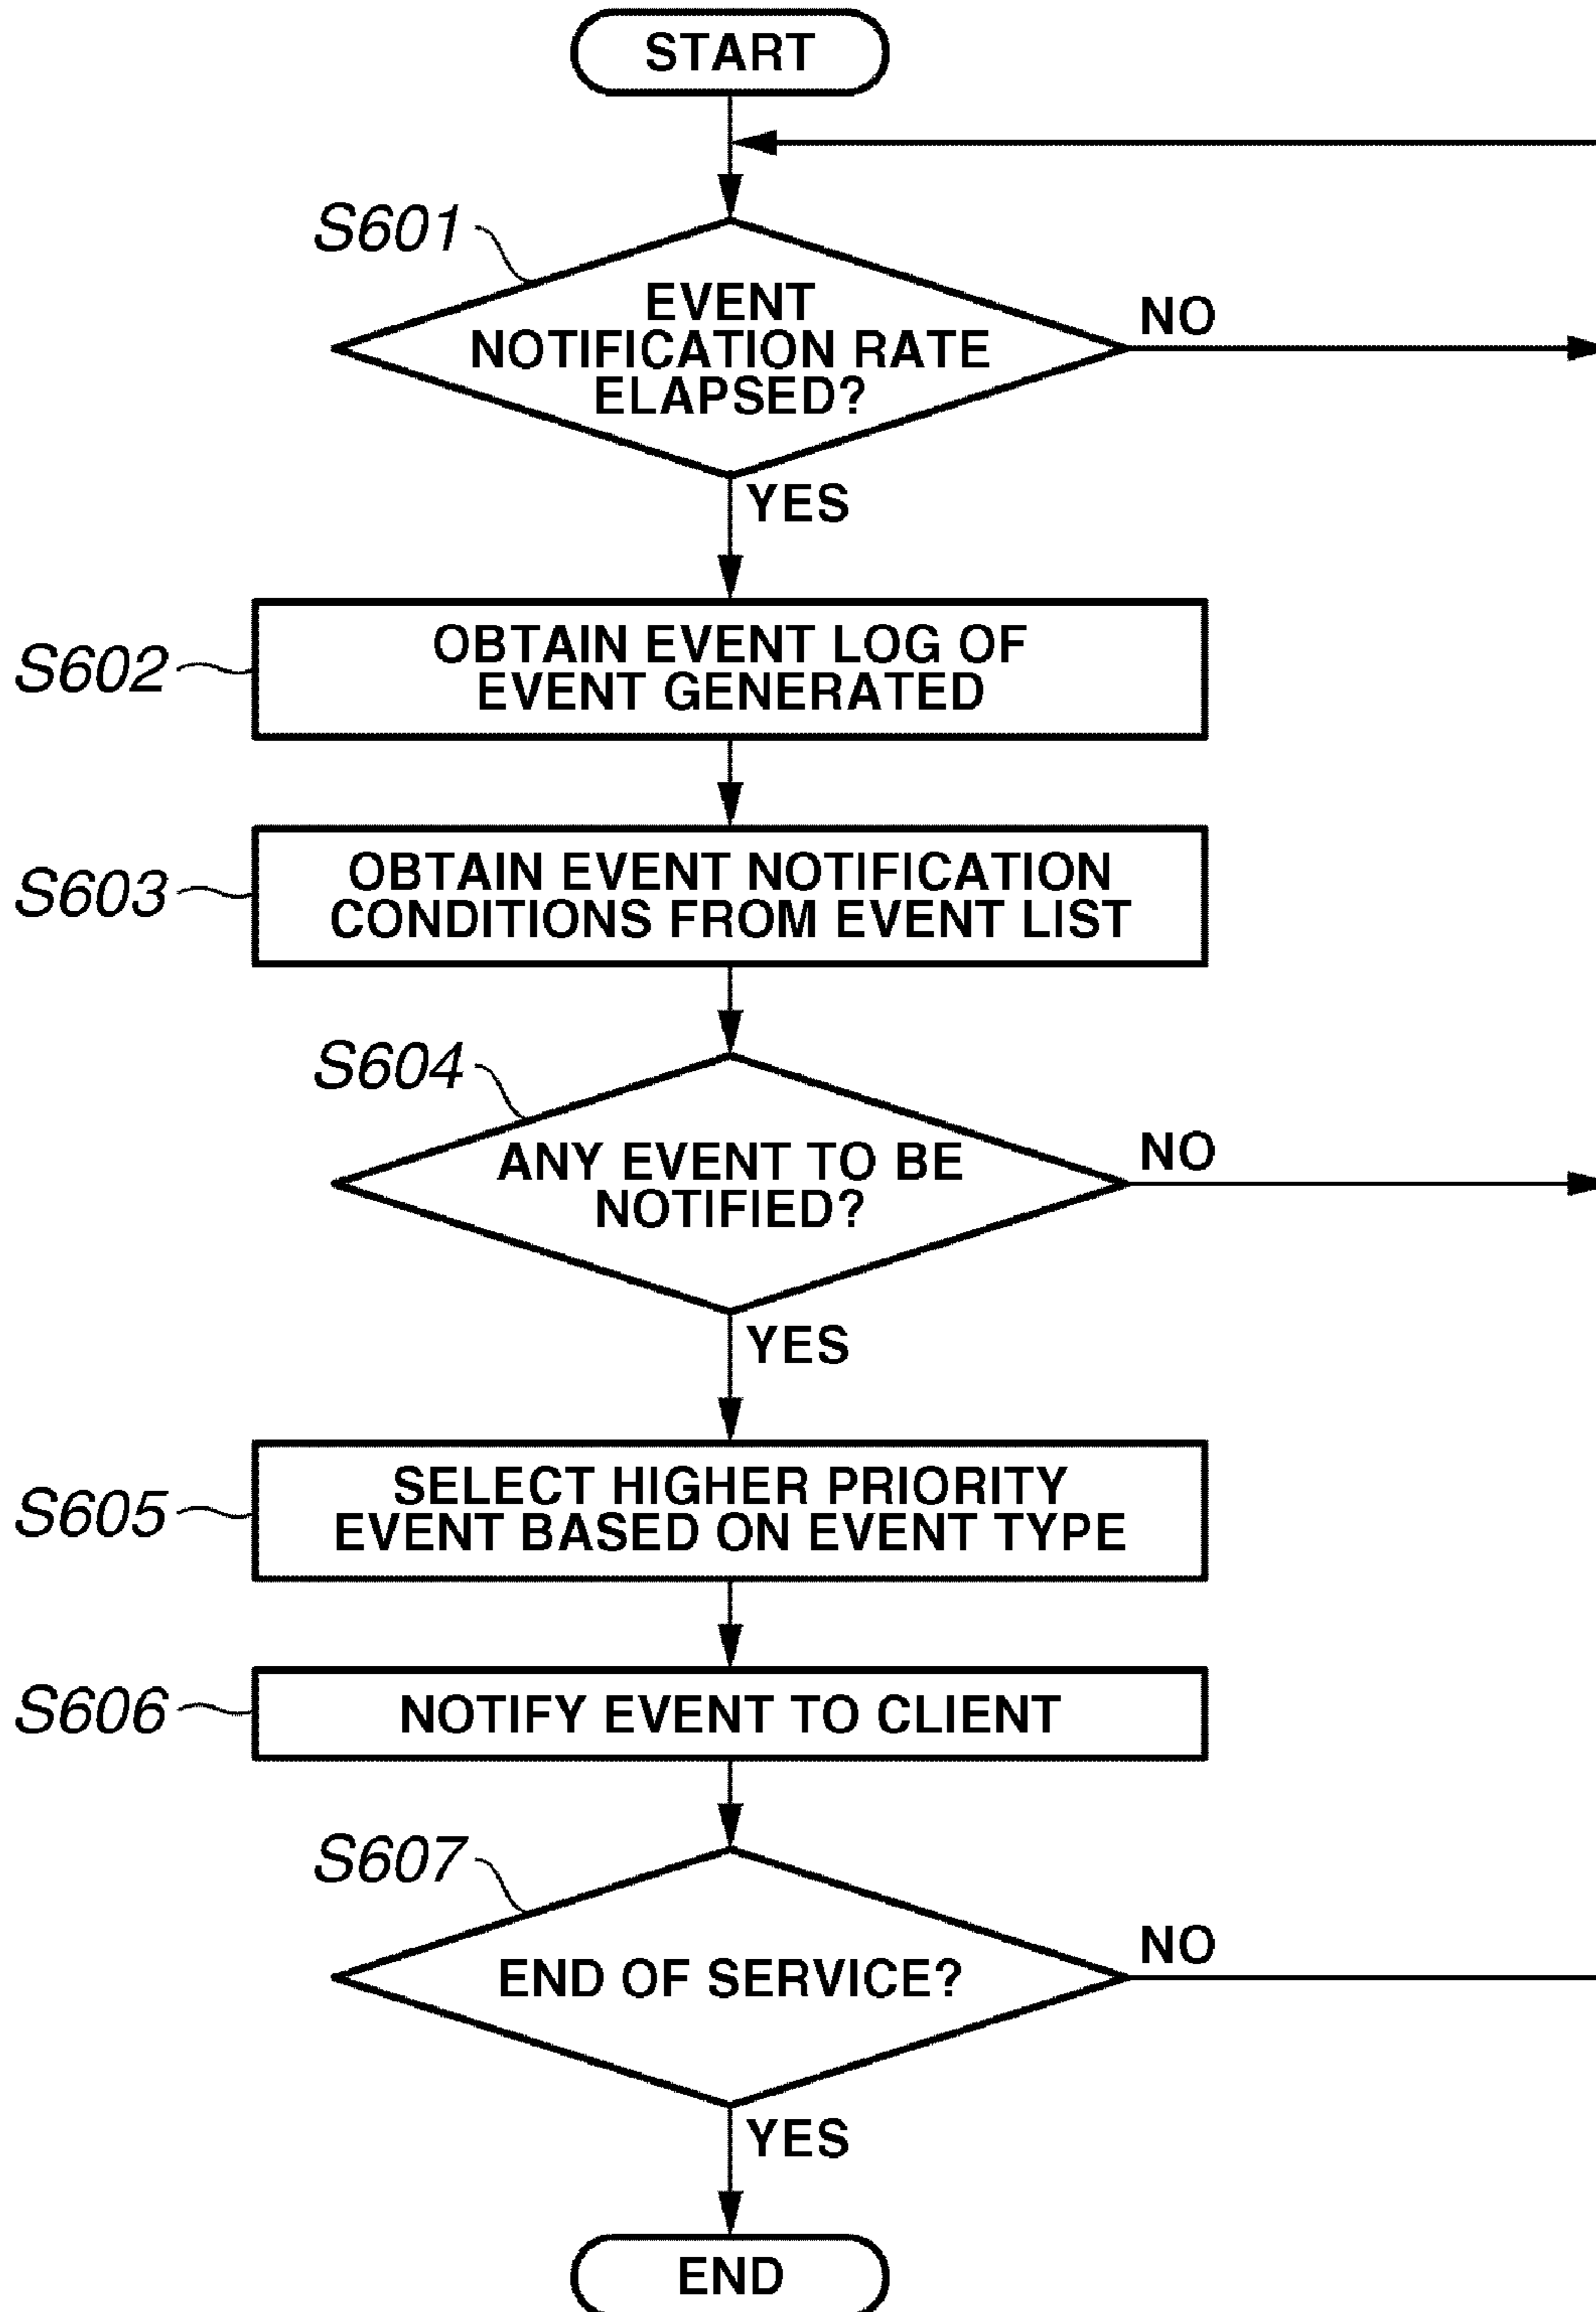 START
S601
EVENT
NOTIFICATION RATE
ELAPSED?
NO
YES
S602
OBTAIN EVENT LOG OF
EVENT GENERATED
S603
OBTAIN EVENT NOTIFICATION
CONDITIONS FROM EVENT LIST
S604
ANY EVENT TO BE
NOTIFIED?
NO
YES
S605
SELECT HIGHER PRIORITY
EVENT BASED ON EVENT TYPE
S606
NOTIFY EVENT TO CLIENT
S607
END OF SERVICE?
NO
YES
END